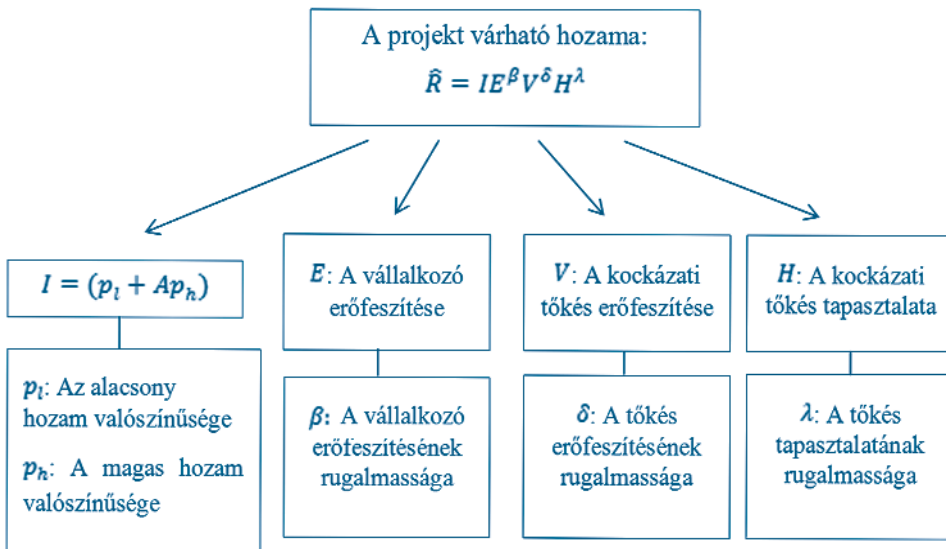 A projekt várható hozama:
R̂ = IE^β V^δ H^λ
I = (p_l + Ap_h)
p_l: Az alacsony
hozam valószínűsége
p_h: A magas hozam
valószínűsége
E: A vállalkozó
erőfeszítése
β: A vállalkozó
erőfeszítésének
rugalmassága
V: A kockázati
tőkés erőfeszítése
δ: A tőkés
erőfeszítésének
rugalmassága
H: A kockázati
tőkés tapasztalata
λ: A tőkés
tapasztalatának
rugalmassága